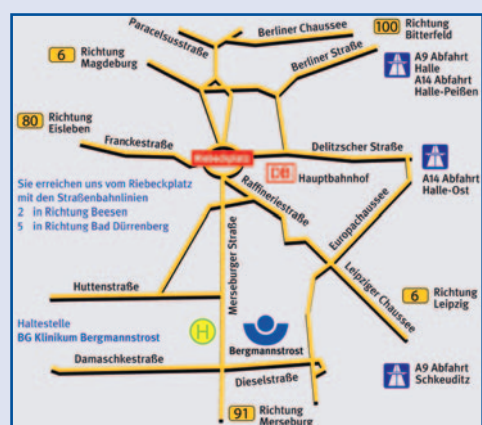 Paracelsusstraße
Berliner Chaussee
100 Richtung
Bitterfeld
6 Richtung
Magdeburg
Berliner Straße
A9 Abfahrt
Halle
A14 Abfahrt
Halle-Peißen
80 Richtung
Eisleben
Franckestraße
Riebeckplatz
Delitzscher Straße
DB Hauptbahnhof
A14 Abfahrt
Halle-Ost
Sie erreichen uns vom Riebeckplatz
mit den Straßenbahnlinien
2 in Richtung Beesen
5 in Richtung Bad Dürrenberg
Raffineriestraße
Europachaussee
Merseburger Straße
Leipziger Chaussee
Huttenstraße
6 Richtung
Leipzig
Haltestelle
BG Klinikum Bergmannstrost
H
Bergmannstrost
Damaschkestraße
Dieselstraße
A9 Abfahrt
Schkeuditz
91 Richtung
Merseburg